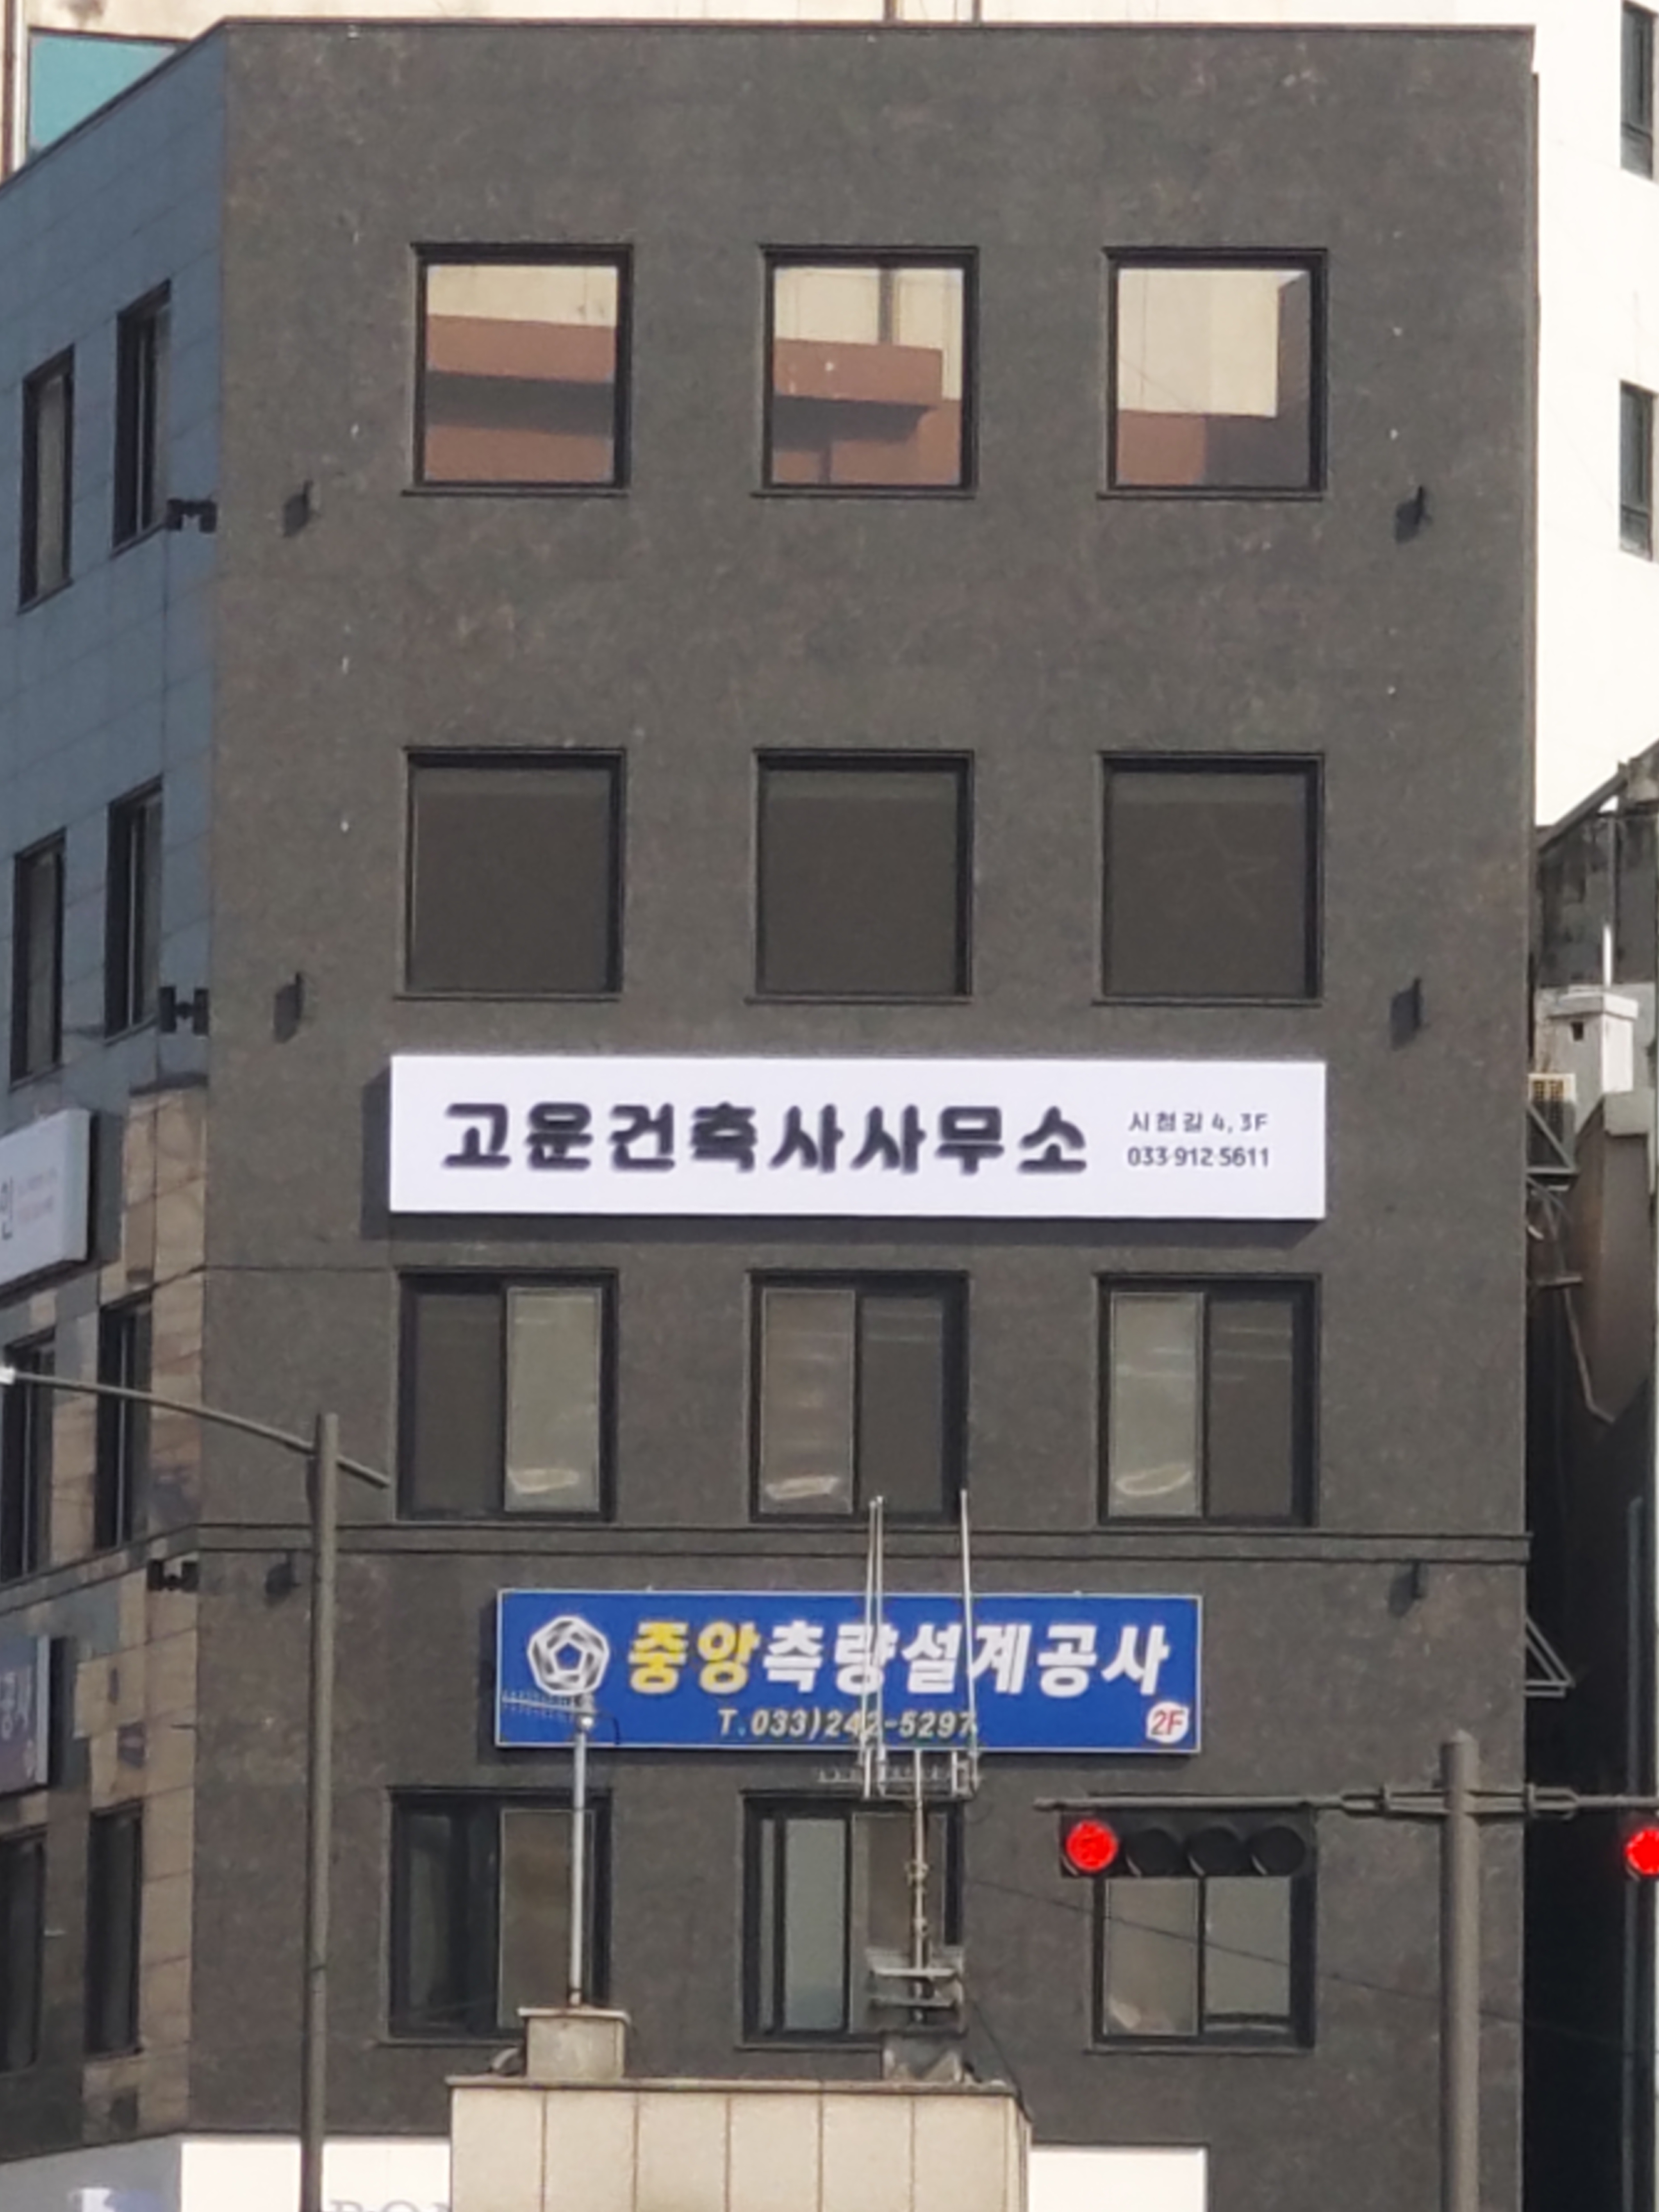 고운건축사사무소
시청길 4, 3F
033-912-5611
중앙측량설계공사
T.033)242-5297
2F